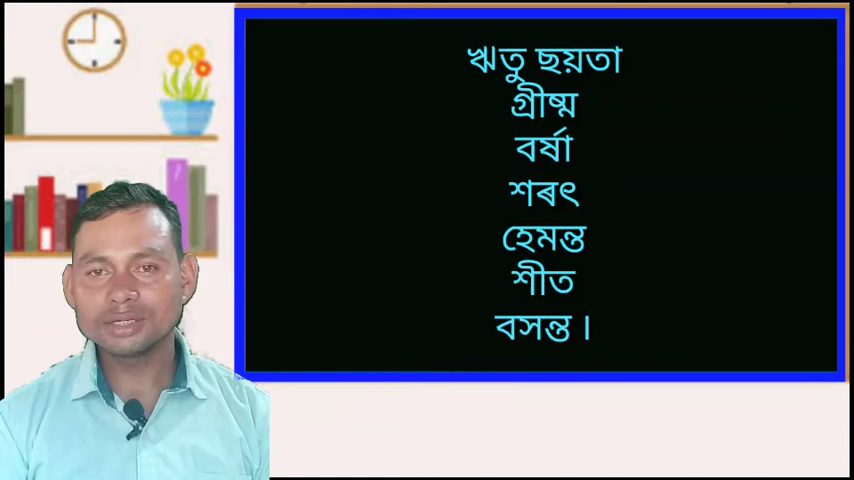 ঋতু ছয়তা
গ্ৰীষ্ম
বৰ্ষা
শৰৎ
হেমন্ত
শীত
বসন্ত ।